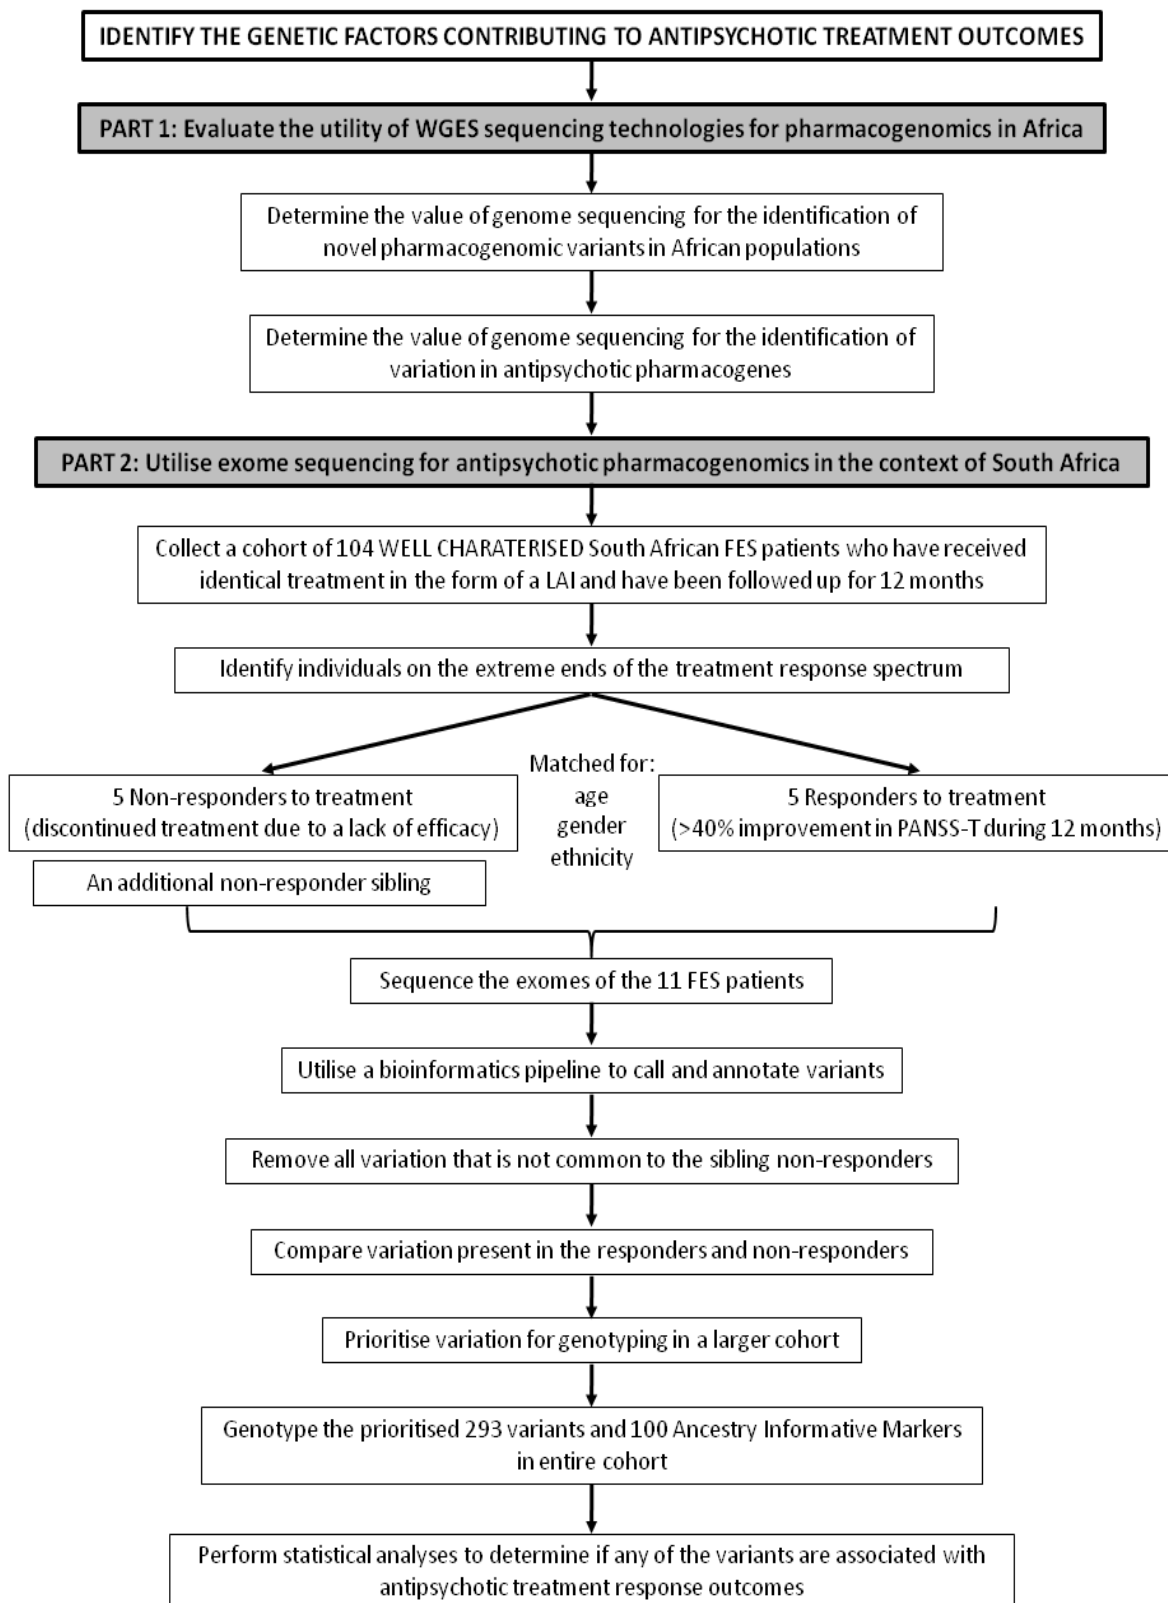 IDENTIFY THE GENETIC FACTORS CONTRIBUTING TO ANTIPSYCHOTIC TREATMENT OUTCOMES
PART 1: Evaluate the utility of WGES sequencing technologies for pharmacogenomics in Africa
Determine the value of genome sequencing for the identification of
novel pharmacogenomic variants in African populations
Determine the value of genome sequencing for the identification of
variation in antipsychotic pharmacogenes
PART 2: Utilise exome sequencing for antipsychotic pharmacogenomics in the context of South Africa
Collect a cohort of 104 WELL CHARATERISED South African FES patients who have received
identical treatment in the form of a LAI and have been followed up for 12 months
Identify individuals on the extreme ends of the treatment response spectrum
5 Non-responders to treatment
(discontinued treatment due to a lack of efficacy)
An additional non-responder sibling
Matched for:
age
gender
ethnicity
5 Responders to treatment
(>40% improvement in PANSS-T during 12 months)
Sequence the exomes of the 11 FES patients
Utilise a bioinformatics pipeline to call and annotate variants
Remove all variation that is not common to the sibling non-responders
Compare variation present in the responders and non-responders
Prioritise variation for genotyping in a larger cohort
Genotype the prioritised 293 variants and 100 Ancestry Informative Markers
in entire cohort
Perform statistical analyses to determine if any of the variants are associated with
antipsychotic treatment response outcomes